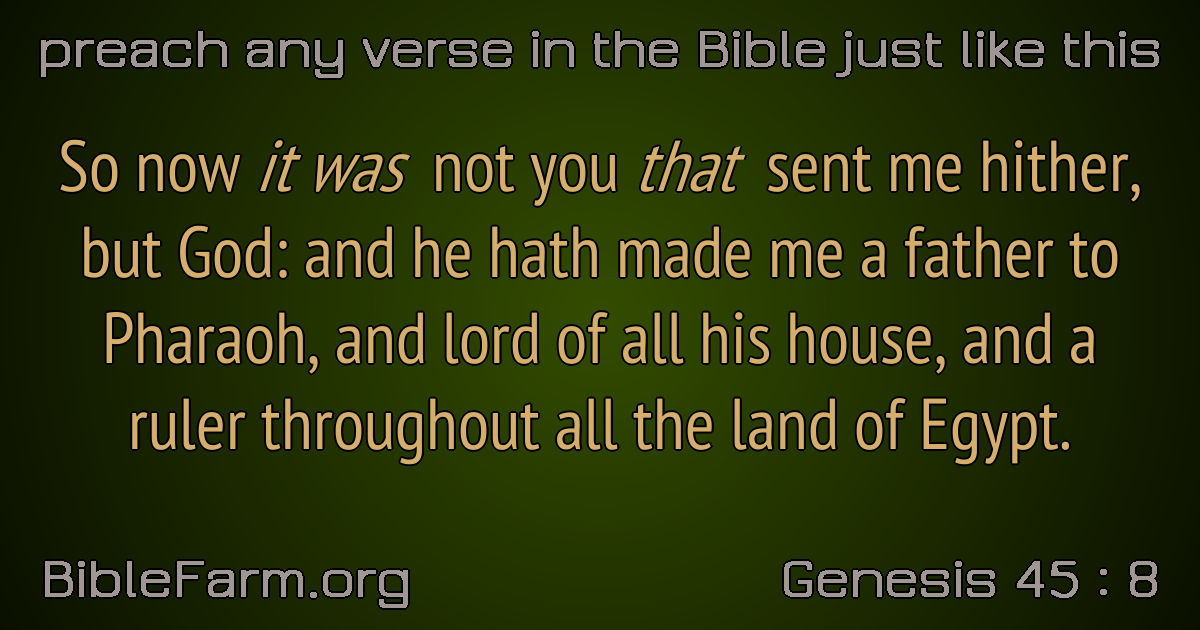 preach any verse in the Bible just like this
So now it was not you that sent me hither,
but God: and he hath made me a father to
Pharaoh, and lord of all his house, and a
ruler throughout all the land of Egypt.
BibleFarm.org
Genesis 45 : 8